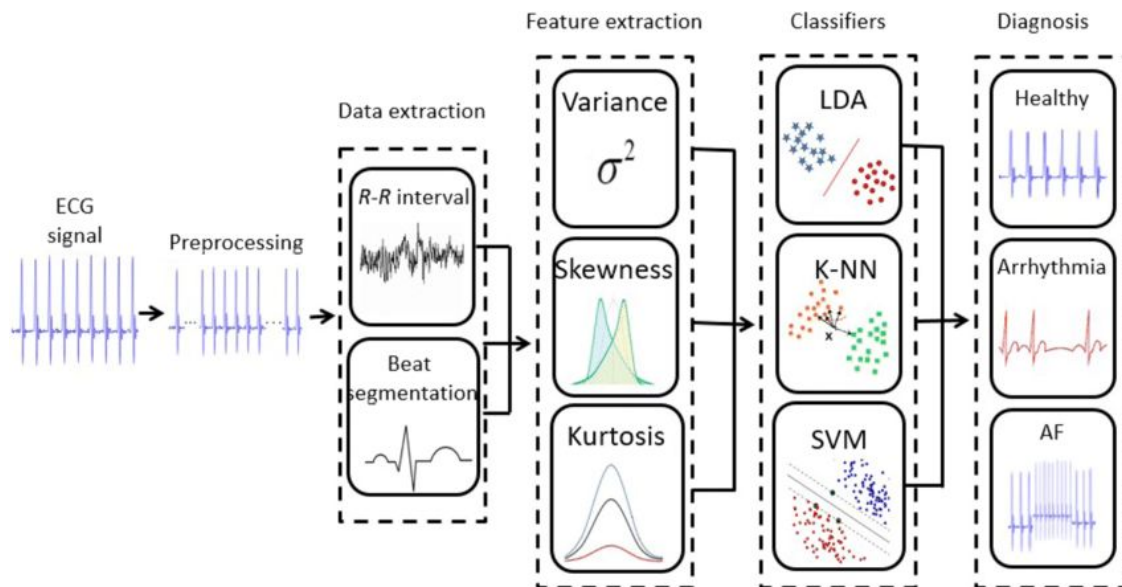 ECG
signal
Preprocessing
Data extraction
R-R interval
Beat
segmentation
Feature extraction
Variance
σ²
Skewness
Kurtosis
Classifiers
LDA
K-NN
X
SVM
Diagnosis
Healthy
Arrhythmia
AF